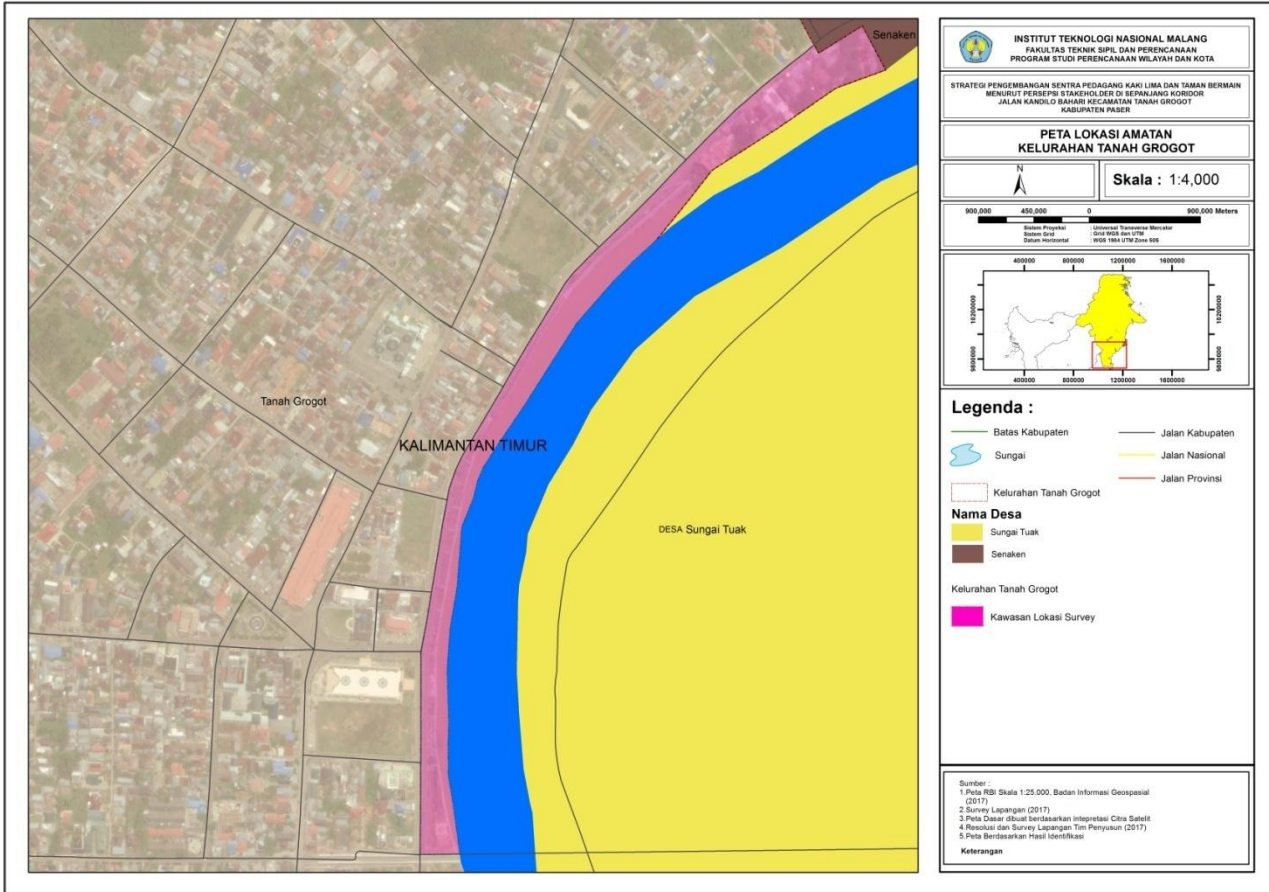 Senaken
Tanah Grogot
KALIMANTAN TIMUR
DESA Sungai Tuak
INSTITUT TEKNOLOGI NASIONAL MALANG
FAKULTAS TEKNIK SIPIL DAN PERENCANAAN
PROGRAM STUDI PERENCANAAN WILAYAH DAN KOTA
STRATEGI PENGEMBANGAN SENTRA PEDAGANG KAKI LIMA DAN TAMAN BERMAIN
MENURUT PERSEPSI STAKEHOLDER DI SEPANJANG KORIDOR
JALAN KANDILO BAHARI KECAMATAN TANAH GROGOT
KABUPATEN PASER
PETA LOKASI AMATAN
KELURAHAN TANAH GROGOT
N
Skala : 1:4,000
900,000 450,000 0 900,000 Meters
Sistem Proyeksi : Universal Transverse Mercator
Sistem Grid : Grid WGS dan UTM
Datum Horizontal : WGS 1984 UTM Zone 50S
400000 800000 1200000 1600000
10200000 10200000
9800000 9800000
400000 800000 1200000 1600000
Legenda :
Batas Kabupaten
Sungai
Kelurahan Tanah Grogot
Jalan Kabupaten
Jalan Nasional
Jalan Provinsi
Nama Desa
Sungai Tuak
Senaken
Kelurahan Tanah Grogot
Kawasan Lokasi Survey
Sumber :
1.Peta RBI Skala 1:25.000, Badan Informasi Geospasial
(2017)
2.Survey Lapangan (2017)
3.Peta Dasar dibuat berdasarkan intepretasi Citra Satelit
4.Resolusi dan Survey Lapangan Tim Penyusun (2017)
5.Peta Berdasarkan Hasil Identifikasi
Keterangan